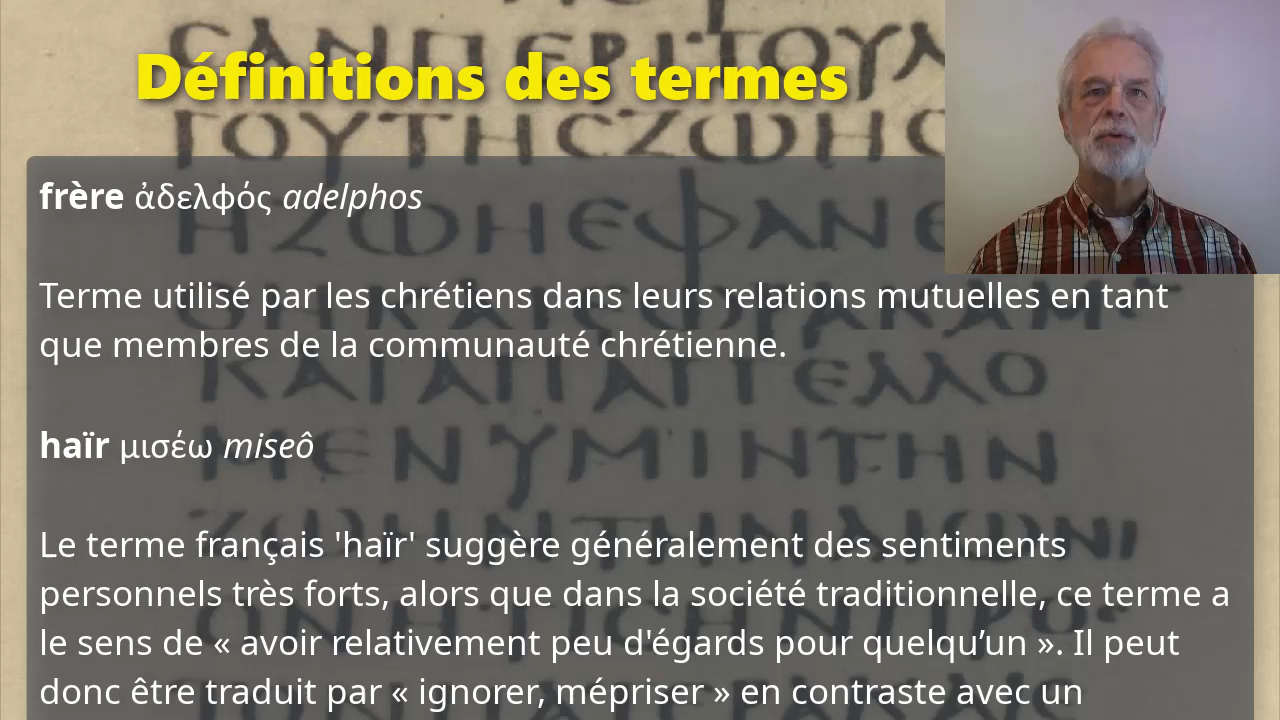 Définitions des termes
frère ἀδελφός adelphos
Terme utilisé par les chrétiens dans leurs relations mutuelles en tant
que membres de la communauté chrétienne.
haïr μισέω miseô
Le terme français 'haïr' suggère généralement des sentiments
personnels très forts, alors que dans la société traditionnelle, ce terme a
le sens de « avoir relativement peu d'égards pour quelqu’un ». Il peut
donc être traduit par « ignorer, mépriser » en contraste avec un